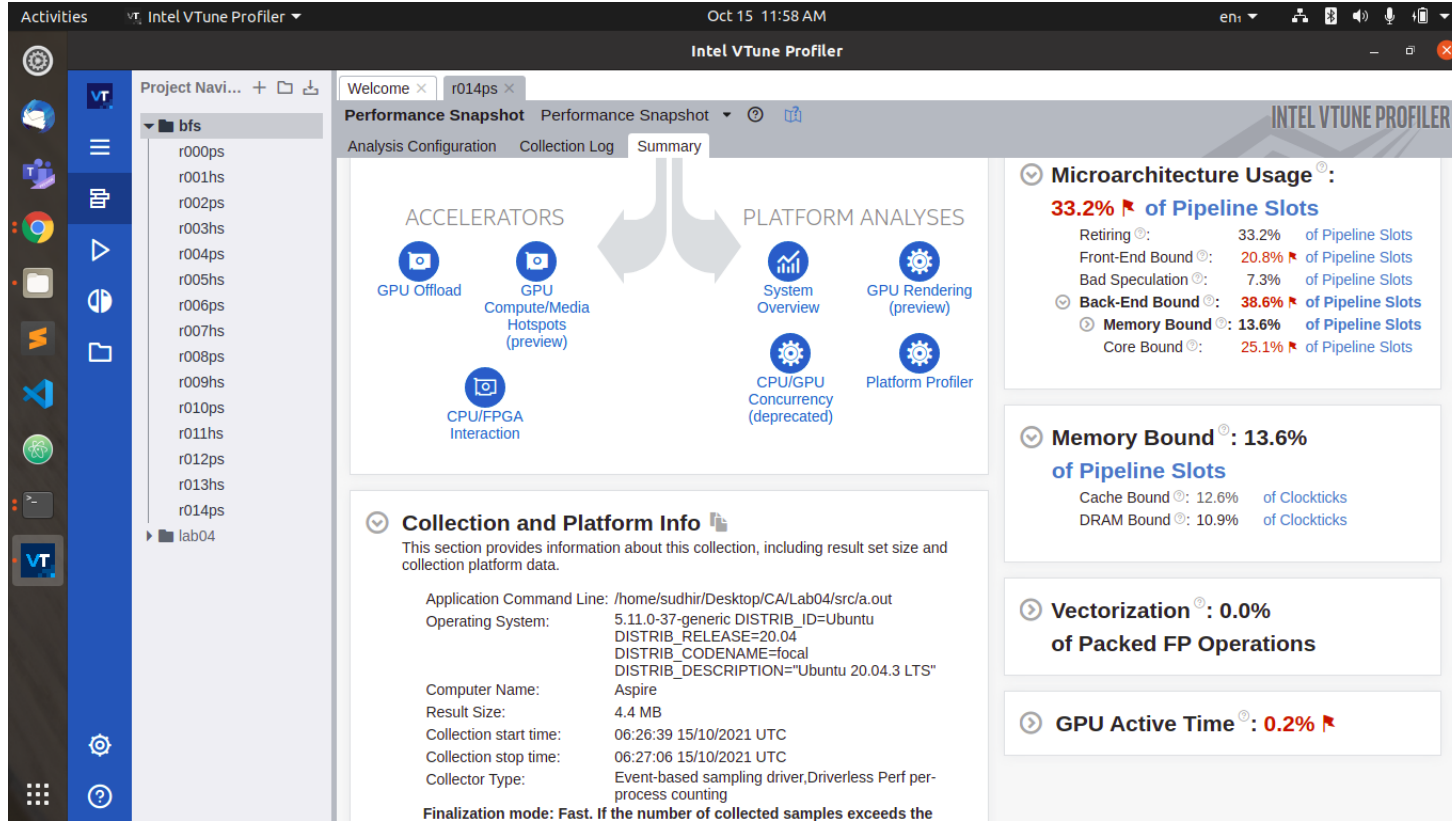 Activities
Intel VTune Profiler
Oct 15 11:58 AM
en₁
Intel VTune Profiler
VT
Project Navi...
bfs
r000ps
r001hs
r002ps
r003hs
r004ps
r005hs
r006ps
r007hs
r008ps
r009hs
r010ps
r011hs
r012ps
r013hs
r014ps
lab04
Welcome
r014ps
Performance Snapshot Performance Snapshot
INTEL VTUNE PROFILER
Analysis Configuration Collection Log Summary
ACCELERATORS
GPU Offload
GPU
Compute/Media
Hotspots
(preview)
CPU/FPGA
Interaction
PLATFORM ANALYSES
System
Overview
GPU Rendering
(preview)
CPU/GPU
Concurrency
(deprecated)
Platform Profiler
Collection and Platform Info
This section provides information about this collection, including result set size and
collection platform data.
Application Command Line: /home/sudhir/Desktop/CA/Lab04/src/a.out
Operating System: 5.11.0-37-generic DISTRIB_ID=Ubuntu
DISTRIB_RELEASE=20.04
DISTRIB_CODENAME=focal
DISTRIB_DESCRIPTION="Ubuntu 20.04.3 LTS"
Computer Name: Aspire
Result Size: 4.4 MB
Collection start time: 06:26:39 15/10/2021 UTC
Collection stop time: 06:27:06 15/10/2021 UTC
Collector Type: Event-based sampling driver,Driverless Perf per-
process counting
Finalization mode: Fast. If the number of collected samples exceeds the
Microarchitecture Usage :
33.2% of Pipeline Slots
Retiring : 33.2% of Pipeline Slots
Front-End Bound : 20.8% of Pipeline Slots
Bad Speculation : 7.3% of Pipeline Slots
Back-End Bound : 38.6% of Pipeline Slots
Memory Bound : 13.6% of Pipeline Slots
Core Bound : 25.1% of Pipeline Slots
Memory Bound : 13.6%
of Pipeline Slots
Cache Bound : 12.6% of Clockticks
DRAM Bound : 10.9% of Clockticks
Vectorization : 0.0%
of Packed FP Operations
GPU Active Time : 0.2%
VT